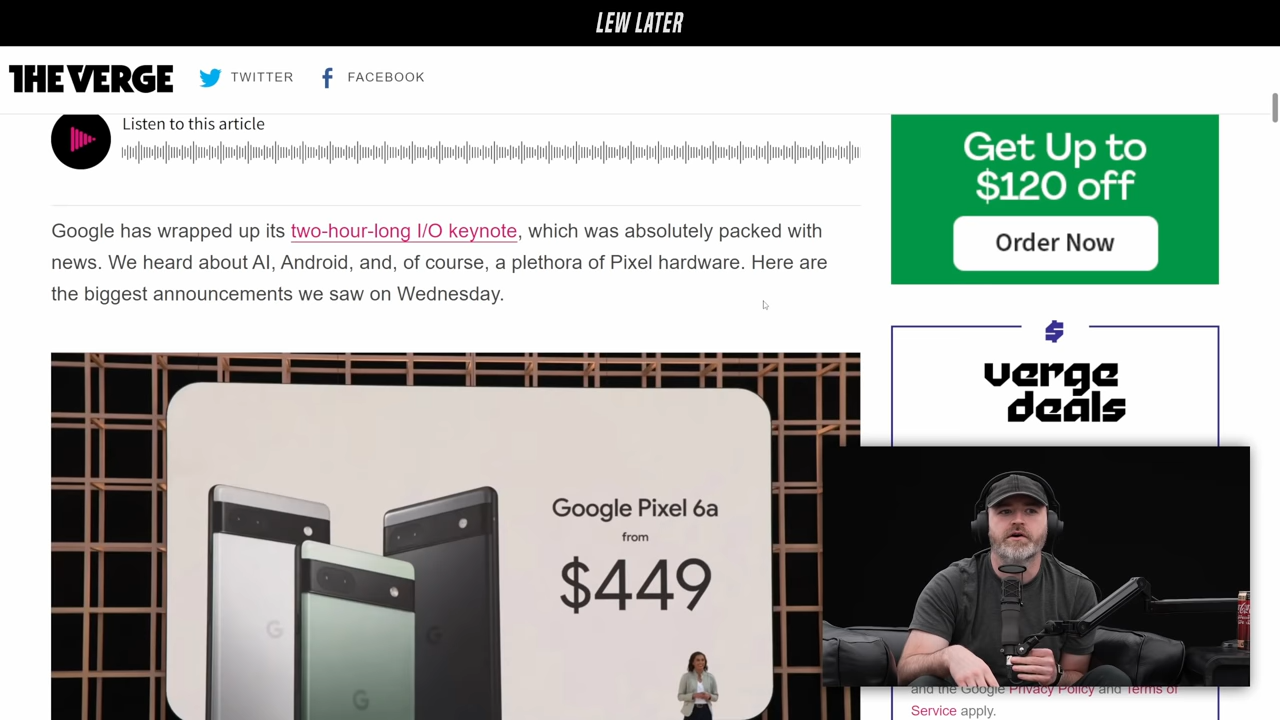 LEW LATER
THE VERGE
TWITTER
FACEBOOK
Listen to this article
Google has wrapped up its two-hour-long I/O keynote, which was absolutely packed with
news. We heard about AI, Android, and, of course, a plethora of Pixel hardware. Here are
the biggest announcements we saw on Wednesday.
Google Pixel 6a
from
$449
Get Up to
$120 off
Order Now
verge
deals
and the Google Privacy Policy and Terms of
Service apply.